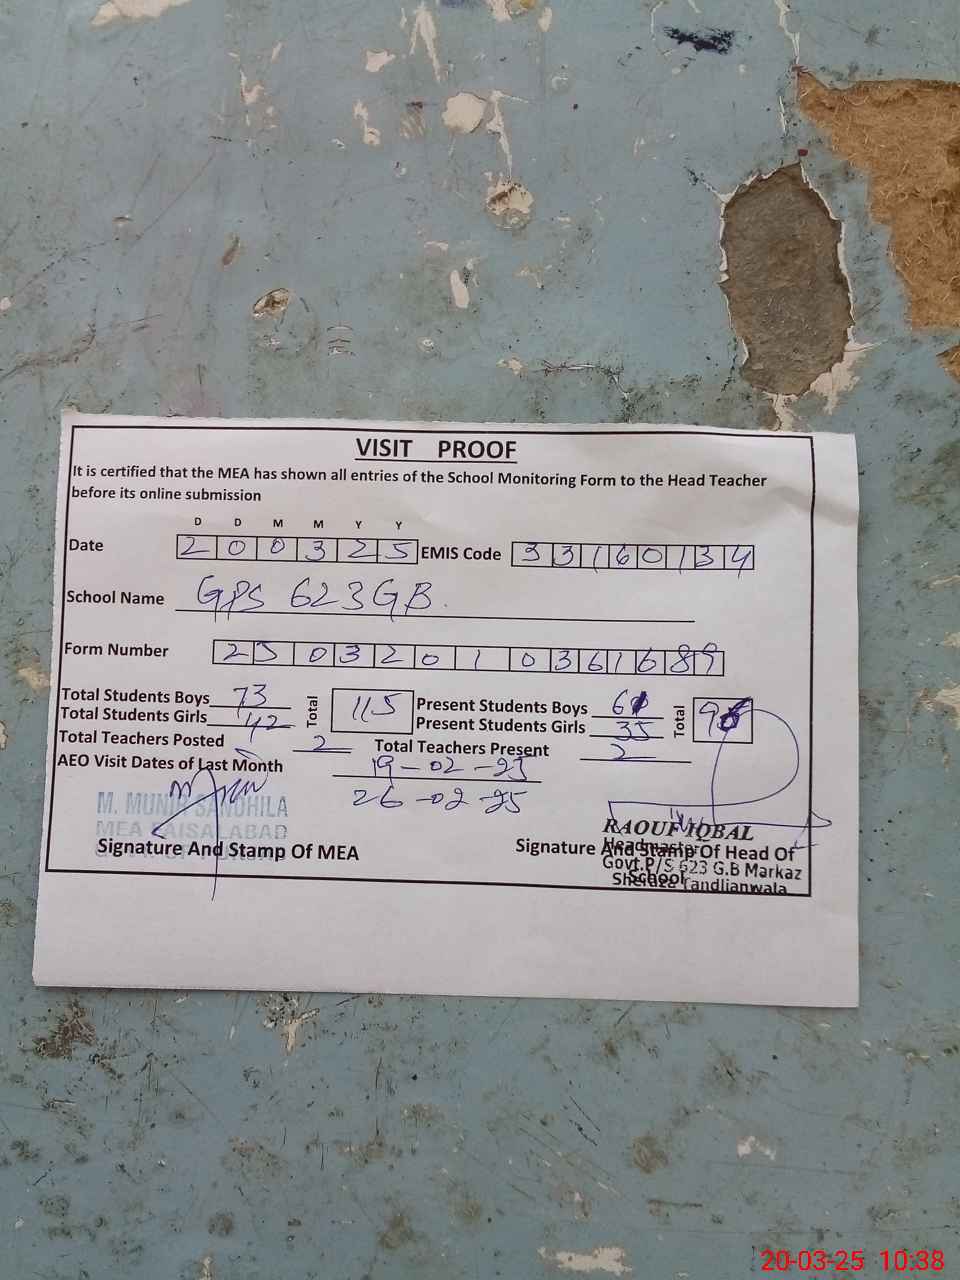 VISIT PROOF
It is certified that the MEA has shown all entries of the School Monitoring Form to the Head Teacher
before its online submission
D D M M Y Y
Date 2 0 0 3 2 5 EMIS Code 3 3 1 6 0 1 3 4
School Name GPS 623 GB
Form Number 2 5 0 3 2 0 1 0 3 6 1 6 8 9
Total Students Boys 73 Total 115 Present Students Boys Total
Total Students Girls 42 Present Students Girls 35
Total Teachers Posted 2 Total Teachers Present 2
AEO Visit Dates of Last Month 19-02-25
26-02-25
M. MUNIR SANDHILA
MEA FAISALABAD
Signature And Stamp Of MEA
RAOUF IQBAL
Headmaster
Signature And Stamp Of Head Of
School
Govt.P/S 623 G.B Markaz
Tandlianwala
20-03-25 10:38